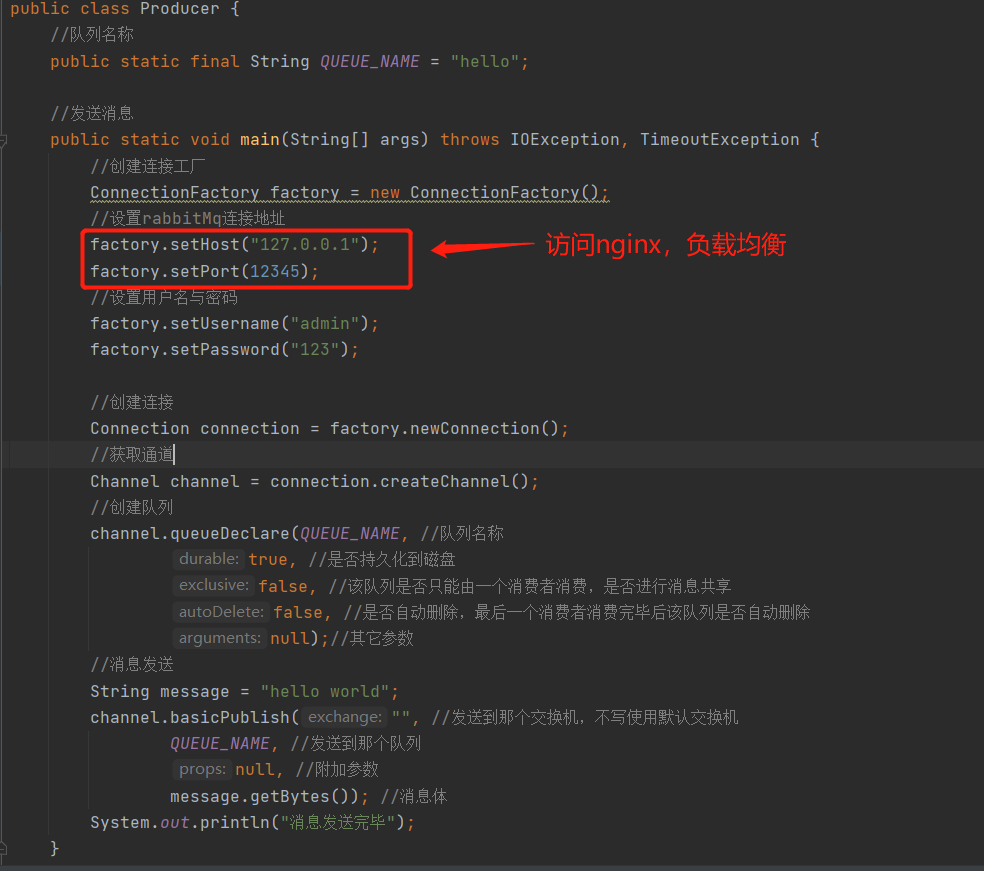 public class Producer {
//队列名称
public static final String QUEUE_NAME = "hello";
//发送消息
public static void main(String[] args) throws IOException, TimeoutException {
//创建连接工厂
ConnectionFactory factory = new ConnectionFactory();
//设置rabbitMq连接地址
factory.setHost("127.0.0.1");
访问nginx，负载均衡
factory.setPort(12345);
//设置用户名与密码
factory.setUsername("admin");
factory.setPassword("123");
//创建连接
Connection connection = factory.newConnection();
//获取通道
Channel channel = connection.createChannel();
//创建队列
channel.queueDeclare(QUEUE_NAME, //队列名称
durable: true, //是否持久化到磁盘
exclusive: false, //该队列是否只能由一个消费者消费，是否进行消息共享
autoDelete: false, //是否自动删除，最后一个消费者消费完毕后该队列是否自动删除
arguments: null);//其它参数
//消息发送
String message = "hello world";
channel.basicPublish( exchange: "", //发送到那个交换机，不写使用默认交换机
QUEUE_NAME, //发送到那个队列
props: null, //附加参数
message.getBytes()); //消息体
System.out.println("消息发送完毕");
}